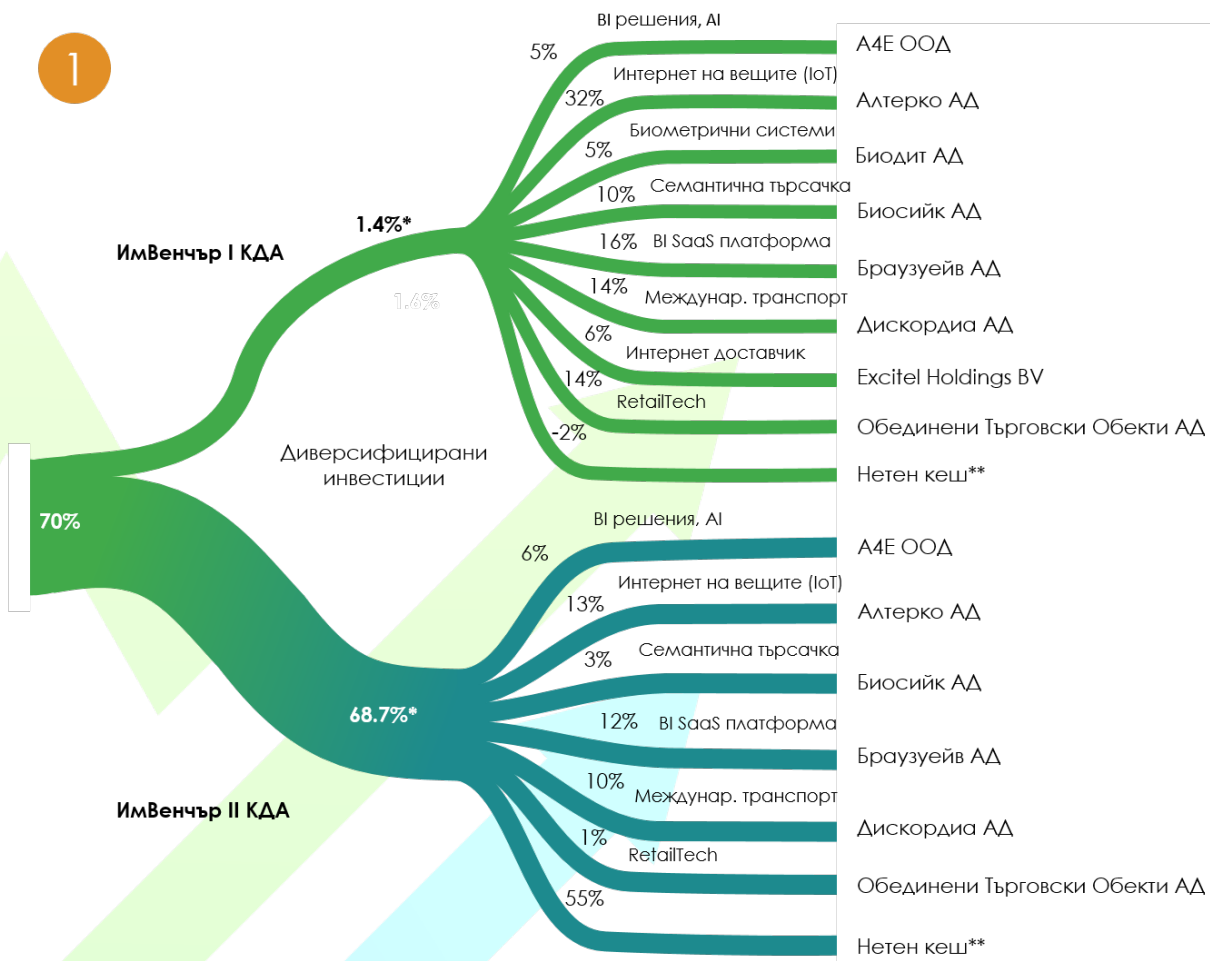 1
BI решения, AI
5%
А4Е ООД
Интернет на вещите (IoT)
32%
Алтерко АД
Биометрични системи
5%
Биодит АД
Семантична търсачка
10%
Биосийк АД
1.4%*
ИмВенчър I КДА
16%
BI SaaS платформа
Браузуейв АД
14%
Междунар. транспорт
1.6%
Дискордиа АД
6%
Интернет доставчик
14%
Excitel Holdings BV
RetailTech
-2%
Обединени Търговски Обекти АД
Диверсифицирани
инвестиции
Нетен кеш**
70%
BI решения, AI
6%
А4Е ООД
Интернет на вещите (IoT)
13%
Алтерко АД
Семантична търсачка
3%
Биосийк АД
68.7%*
12%
BI SaaS платформа
Браузуейв АД
10%
Междунар. транспорт
ИмВенчър II КДА
Дискордиа АД
1%
RetailTech
55%
Обединени Търговски Обекти АД
Нетен кеш**